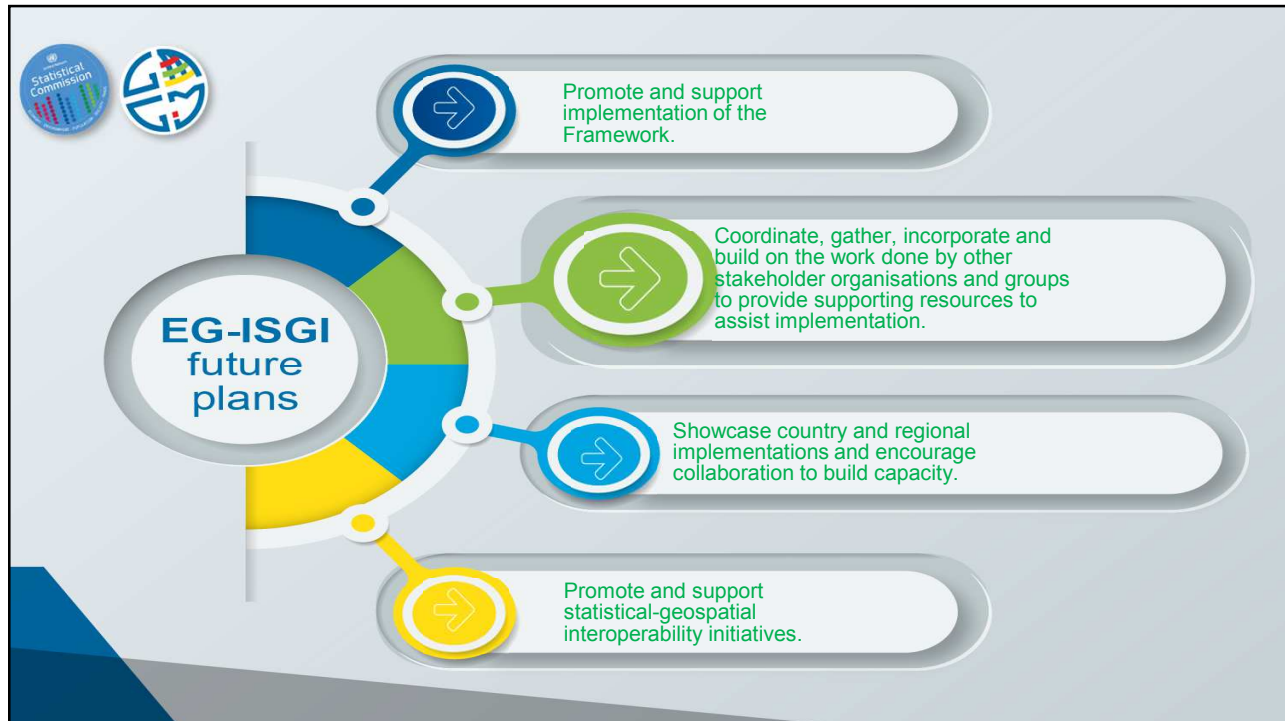 Statistical
Commission
EG-ISGI
future
plans
Promote and support
implementation of the
Framework.
Coordinate, gather, incorporate and
build on the work done by other
stakeholder organisations and groups
to provide supporting resources to
assist implementation.
Showcase country and regional
implementations and encourage
collaboration to build capacity.
Promote and support
statistical-geospatial
interoperability initiatives.